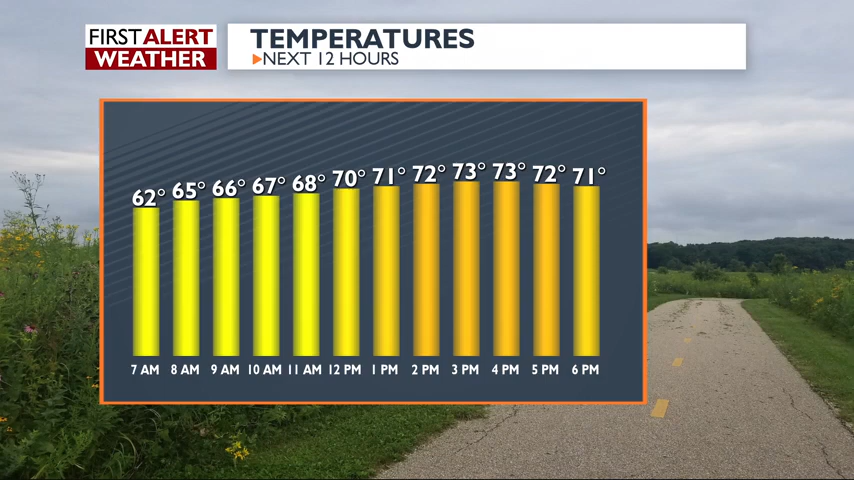 FIRST ALERT
WEATHER
TEMPERATURES
NEXT 12 HOURS
62° 65° 66° 67° 68° 70° 71° 72° 73° 73° 72° 71°
7 AM 8 AM 9 AM 10 AM 11 AM 12 PM 1 PM 2 PM 3 PM 4 PM 5 PM 6 PM